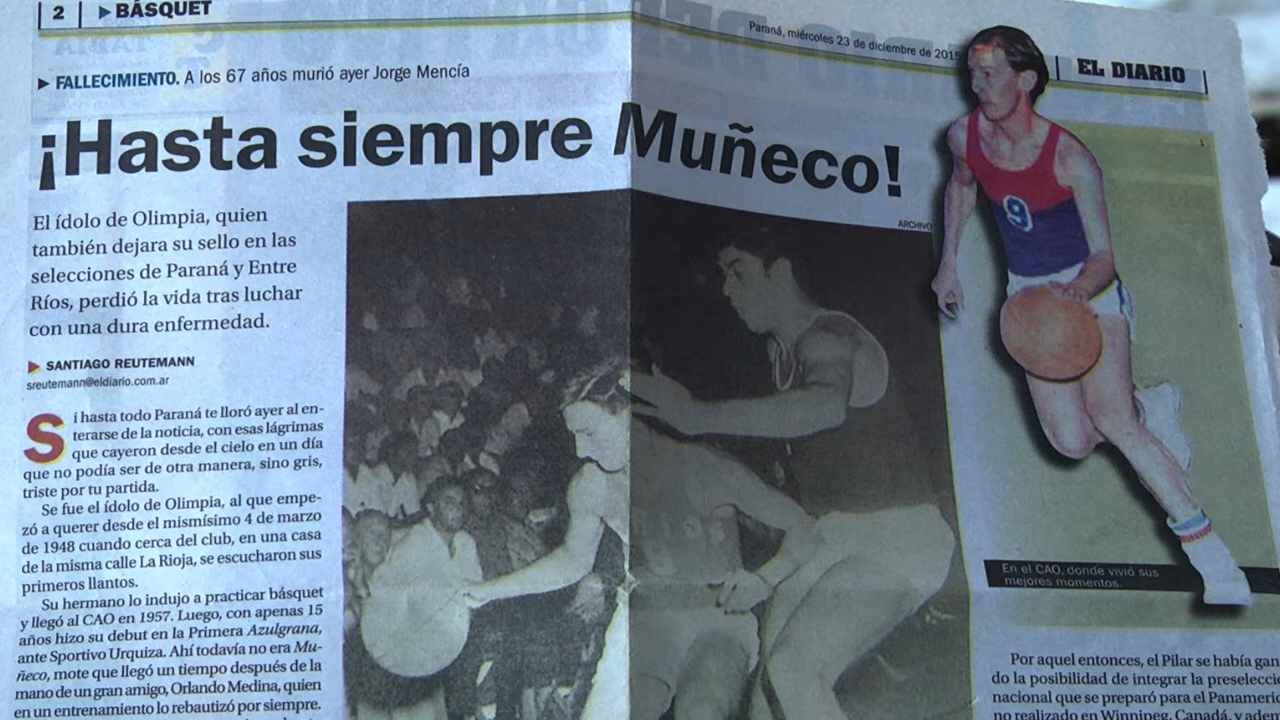 2 ▶ BÁSQUET
Paraná, miércoles 23 de diciembre de 2015
EL DIARIO
▶ FALLECIMIENTO. A los 67 años murió ayer Jorge Mencía
¡Hasta siempre Muñeco!
El ídolo de Olimpia, quien
también dejara su sello en las
selecciones de Paraná y Entre
Ríos, perdió la vida tras luchar
con una dura enfermedad.
▶ SANTIAGO REUTEMANN
sreutemann@eldiario.com.ar
Si hasta todo Paraná te lloró ayer al en-
terarse de la noticia, con esas lágrimas
que cayeron desde el cielo en un día
que no podía ser de otra manera, sino gris,
triste por tu partida.
Se fue el ídolo de Olimpia, al que empe-
zó a querer desde el mismísimo 4 de marzo
de 1948 cuando cerca del club, en una casa
de la misma calle La Rioja, se escucharon sus
primeros llantos.
Su hermano lo indujo a practicar básquet
y llegó al CAO en 1957. Luego, con apenas 15
años hizo su debut en la Primera Azulgrana,
ante Sportivo Urquiza. Ahí todavía no era Mu-
ñeco, mote que llegó un tiempo después de la
mano de un gran amigo, Orlando Medina, quien
en un entrenamiento lo rebautizó por siempre.
ARCHIVO
9
En el CAO, donde vivió sus
mejores momentos.
Por aquel entonces, el Pilar se había gan
do la posibilidad de integrar la preselecci
nacional que se preparó para el Panameric
no realizado en Winnipeg, Canadá, y adem